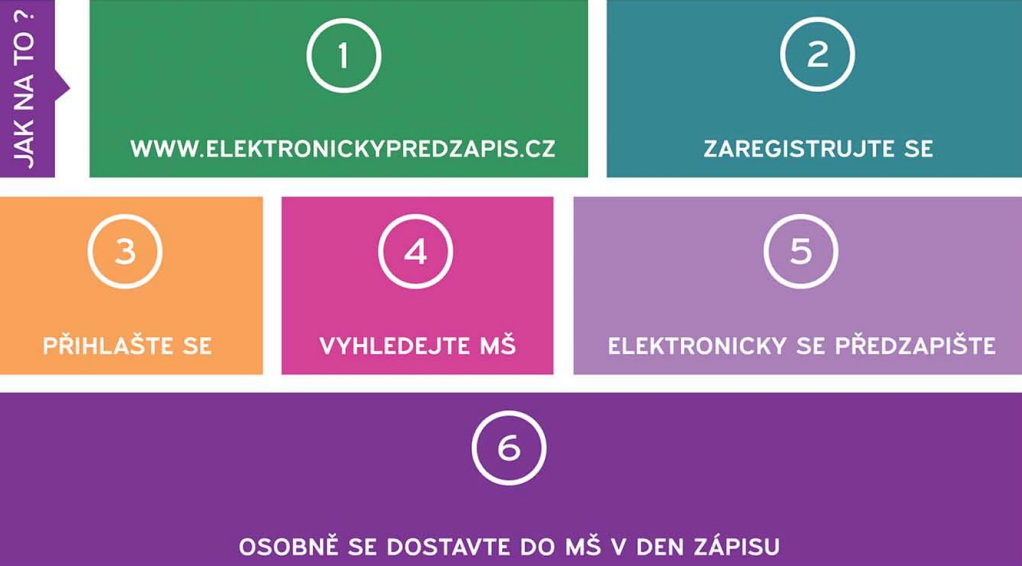 JAK NA TO ?
1
WWW.ELEKTRONICKYPREDZAPIS.CZ
2
ZAREGISTRUJTE SE
3
PŘIHLAŠTE SE
4
VYHLEDEJTE MŠ
5
ELEKTRONICKY SE PŘEDZAPIŠTE
6
OSOBNĚ SE DOSTAVTE DO MŠ V DEN ZÁPISU